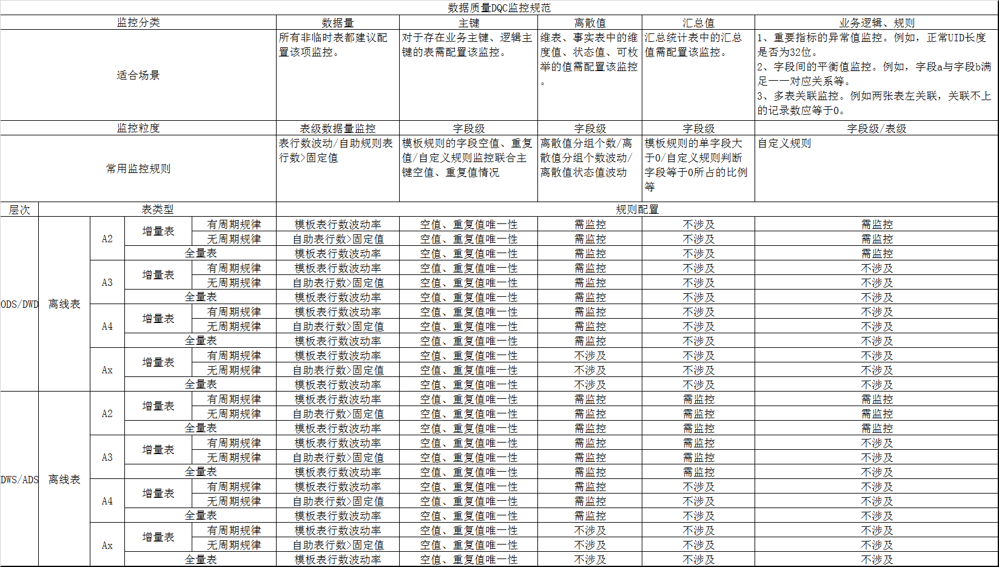 数据质量DQC监控规范
监控分类 数据量 主键 离散值 汇总值 业务逻辑、规则
适合场景
所有非临时表都建议配
置该项监控。
对于存在业务主键、逻辑主
键的表需配置该监控。
维表、事实表中的维
度值、状态值、可枚
举的值需配置该监控
。
汇总统计表中的汇总
值需配置该监控。
1、重要指标的异常值监控。例如，正常UID长度
是否为32位。
2、字段间的平衡值监控。例如，字段a与字段b满
足一一对应关系等。
3、多表关联监控。例如两张表左关联，关联不上
的记录数应等于0。
监控粒度 表级数据量监控 字段级 字段级 字段级 字段级/表级
常用监控规则
表行数波动/自助规则表
行数>固定值
模板规则的字段空值、重复
值/自定义规则监控联合主
键空值、重复值情况
离散值分组个数/离
散值分组个数波动/
离散值状态值波动
模板规则的单字段大
于0/自定义规则判断
字段等于0所占的比例
等
自定义规则
层次 表类型 规则配置
ODS/DWD 离线表
A2 增量表 有周期规律 模板表行数波动率 空值、重复值唯一性 需监控 不涉及 需监控
无周期规律 自助表行数>固定值 空值、重复值唯一性 需监控 不涉及 需监控
全量表 模板表行数波动率 空值、重复值唯一性 需监控 不涉及 需监控
A3 增量表 有周期规律 模板表行数波动率 空值、重复值唯一性 需监控 不涉及 不涉及
无周期规律 自助表行数>固定值 空值、重复值唯一性 需监控 不涉及 不涉及
全量表 模板表行数波动率 空值、重复值唯一性 需监控 不涉及 不涉及
A4 增量表 有周期规律 模板表行数波动率 空值、重复值唯一性 需监控 不涉及 不涉及
无周期规律 自助表行数>固定值 空值、重复值唯一性 需监控 不涉及 不涉及
全量表 模板表行数波动率 空值、重复值唯一性 需监控 不涉及 不涉及
Ax 增量表 有周期规律 模板表行数波动率 空值、重复值唯一性 不涉及 不涉及 不涉及
无周期规律 自助表行数>固定值 空值、重复值唯一性 不涉及 不涉及 不涉及
全量表 模板表行数波动率 空值、重复值唯一性 不涉及 不涉及 不涉及
DWS/ADS 离线表
A2 增量表 有周期规律 模板表行数波动率 空值、重复值唯一性 需监控 需监控 需监控
无周期规律 自助表行数>固定值 空值、重复值唯一性 需监控 需监控 需监控
全量表 模板表行数波动率 空值、重复值唯一性 需监控 需监控 需监控
A3 增量表 有周期规律 模板表行数波动率 空值、重复值唯一性 需监控 需监控 不涉及
无周期规律 自助表行数>固定值 空值、重复值唯一性 需监控 需监控 不涉及
全量表 模板表行数波动率 空值、重复值唯一性 需监控 需监控 不涉及
A4 增量表 有周期规律 模板表行数波动率 空值、重复值唯一性 需监控 不涉及 不涉及
无周期规律 自助表行数>固定值 空值、重复值唯一性 需监控 不涉及 不涉及
全量表 模板表行数波动率 空值、重复值唯一性 需监控 不涉及 不涉及
Ax 增量表 有周期规律 模板表行数波动率 空值、重复值唯一性 不涉及 不涉及 不涉及
无周期规律 自助表行数>固定值 空值、重复值唯一性 不涉及 不涉及 不涉及
全量表 模板表行数波动率 空值、重复值唯一性 不涉及 不涉及 不涉及